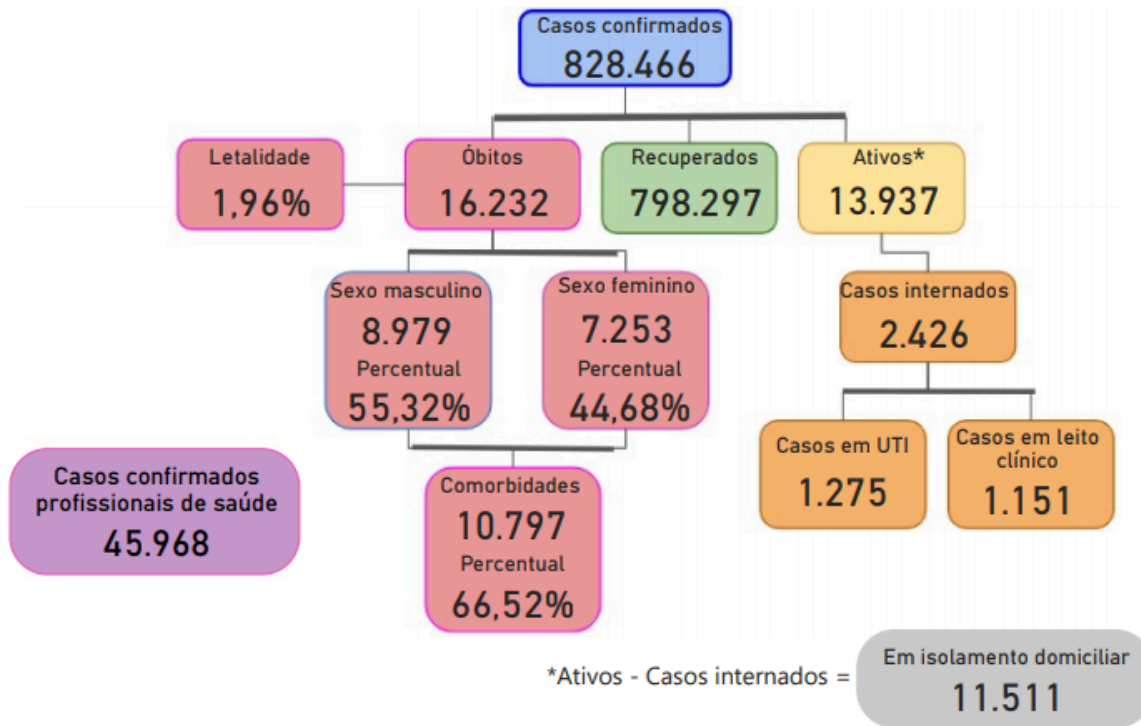 Casos confirmados
828.466
Letalidade
1,96%
Óbitos
16.232
Recuperados
798.297
Ativos*
13.937
Sexo masculino
8.979
Percentual
55,32%
Sexo feminino
7.253
Percentual
44,68%
Casos internados
2.426
Casos em UTI
1.275
Casos em leito
clínico
1.151
Casos confirmados
profissionais de saúde
45.968
Comorbidades
10.797
Percentual
66,52%
*Ativos - Casos internados =
Em isolamento domiciliar
11.511